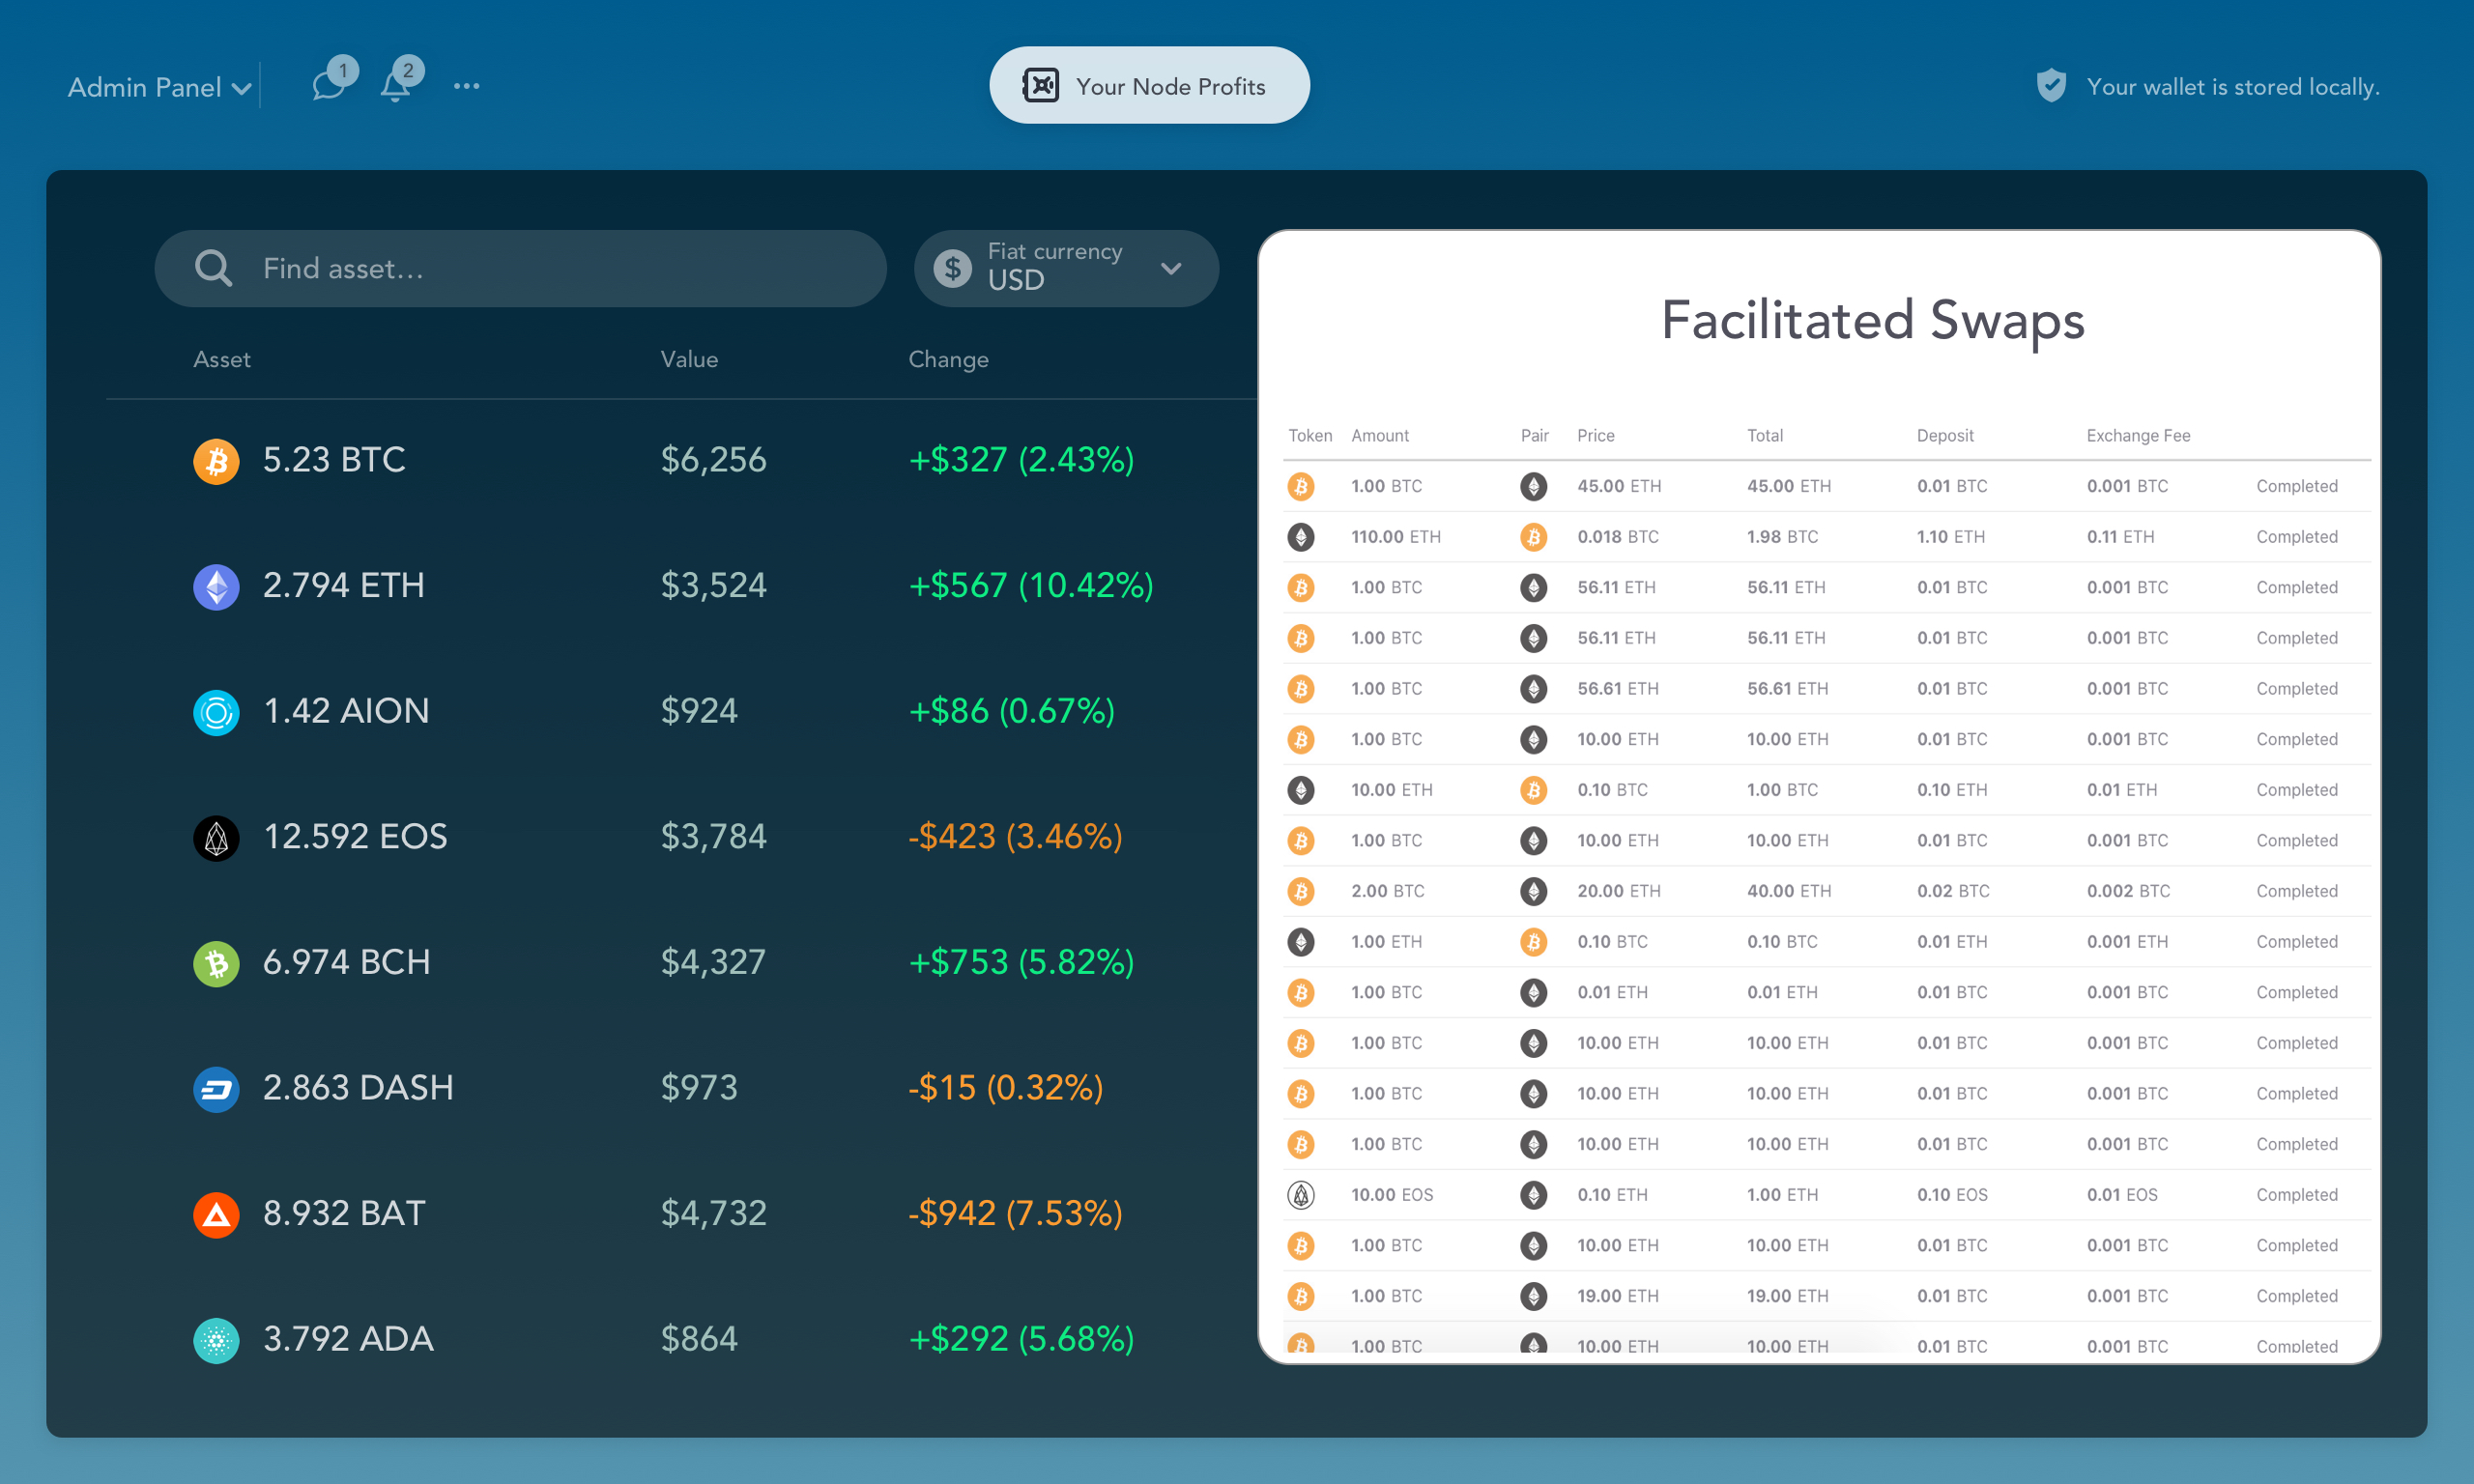 Admin Panel
1
2
Your Node Profits
Your wallet is stored locally.
Find asset...
$
Fiat currency
USD
Asset Value Change
5.23 BTC $6,256 +$327 (2.43%)
2.794 ETH $3,524 +$567 (10.42%)
1.42 AION $924 +$86 (0.67%)
12.592 EOS $3,784 -$423 (3.46%)
6.974 BCH $4,327 +$753 (5.82%)
2.863 DASH $973 -$15 (0.32%)
8.932 BAT $4,732 -$942 (7.53%)
3.792 ADA $864 +$292 (5.68%)
Facilitated Swaps
Token Amount Pair Price Total Deposit Exchange Fee
1.00 BTC 45.00 ETH 45.00 ETH 0.01 BTC 0.001 BTC Completed
110.00 ETH 0.018 BTC 1.98 BTC 1.10 ETH 0.11 ETH Completed
1.00 BTC 56.11 ETH 56.11 ETH 0.01 BTC 0.001 BTC Completed
1.00 BTC 56.11 ETH 56.11 ETH 0.01 BTC 0.001 BTC Completed
1.00 BTC 56.61 ETH 56.61 ETH 0.01 BTC 0.001 BTC Completed
1.00 BTC 10.00 ETH 10.00 ETH 0.01 BTC 0.001 BTC Completed
10.00 ETH 0.10 BTC 1.00 BTC 0.10 ETH 0.01 ETH Completed
1.00 BTC 10.00 ETH 10.00 ETH 0.01 BTC 0.001 BTC Completed
2.00 BTC 20.00 ETH 40.00 ETH 0.02 BTC 0.002 BTC Completed
1.00 ETH 0.10 BTC 0.10 BTC 0.01 ETH 0.001 ETH Completed
1.00 BTC 0.01 ETH 0.01 ETH 0.01 BTC 0.001 BTC Completed
1.00 BTC 10.00 ETH 10.00 ETH 0.01 BTC 0.001 BTC Completed
1.00 BTC 10.00 ETH 10.00 ETH 0.01 BTC 0.001 BTC Completed
1.00 BTC 10.00 ETH 10.00 ETH 0.01 BTC 0.001 BTC Completed
10.00 EOS 0.10 ETH 1.00 ETH 0.10 EOS 0.01 EOS Completed
1.00 BTC 10.00 ETH 10.00 ETH 0.01 BTC 0.001 BTC Completed
1.00 BTC 19.00 ETH 19.00 ETH 0.01 BTC 0.001 BTC Completed
1.00 BTC 10.00 ETH 10.00 ETH 0.01 BTC 0.001 BTC Completed